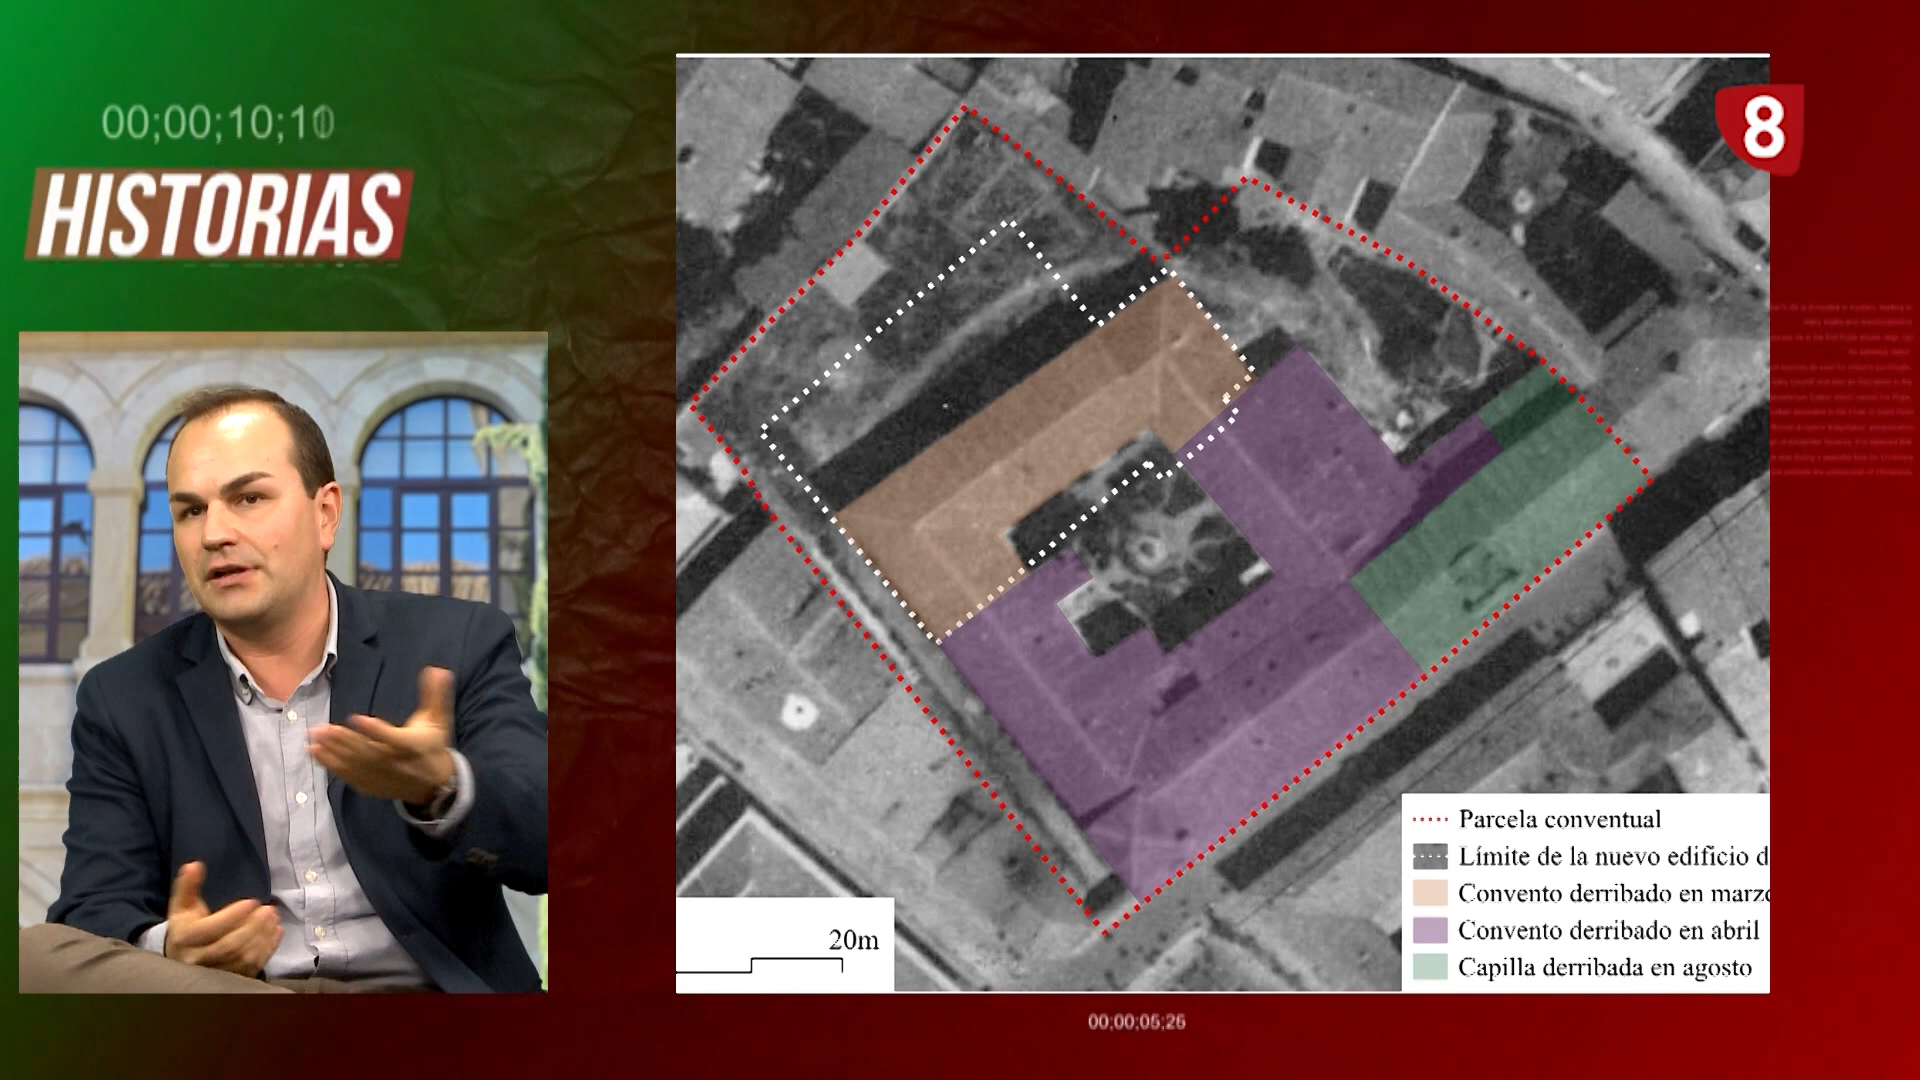 00;00;10;10
HISTORIAS
8
Parcela conventual
Límite de la nuevo edificio d
Convento derribado en marzo
Convento derribado en abril
Capilla derribada en agosto
20m
00;00;05;26